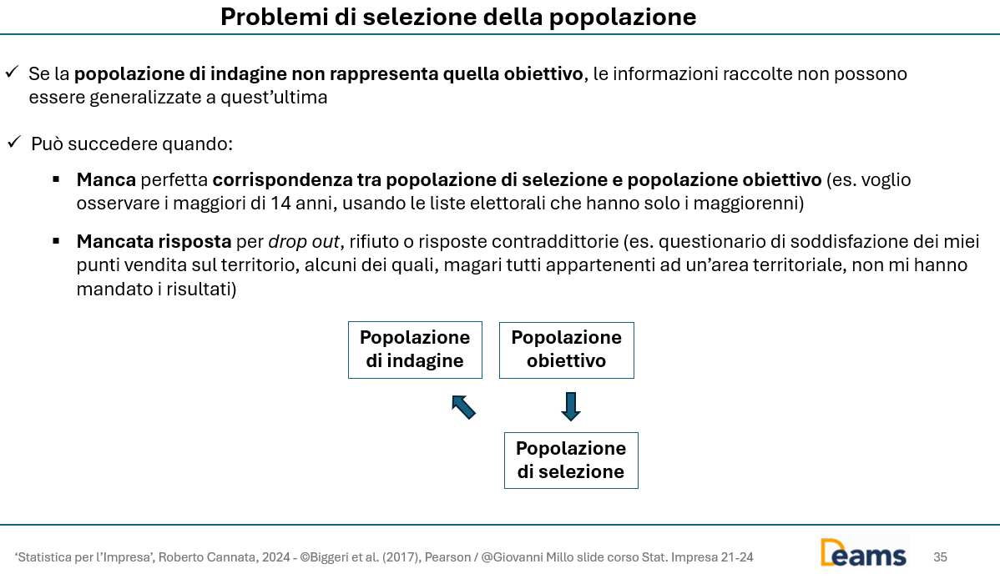 Problemi di selezione della popolazione
✓ Se la popolazione di indagine non rappresenta quella obiettivo, le informazioni raccolte non possono
essere generalizzate a quest’ultima
✓ Può succedere quando:
▪ Manca perfetta corrispondenza tra popolazione di selezione e popolazione obiettivo (es. voglio
osservare i maggiori di 14 anni, usando le liste elettorali che hanno solo i maggiorenni)
▪ Mancata risposta per drop out, rifiuto o risposte contraddittorie (es. questionario di soddisfazione dei miei
punti vendita sul territorio, alcuni dei quali, magari tutti appartenenti ad un’area territoriale, non mi hanno
mandato i risultati)
Popolazione
di indagine
Popolazione
obiettivo
Popolazione
di selezione
‘Statistica per l’Impresa’, Roberto Cannata, 2024 - ©Biggeri et al. (2017), Pearson / @Giovanni Millo slide corso Stat. Impresa 21-24
Deams
35